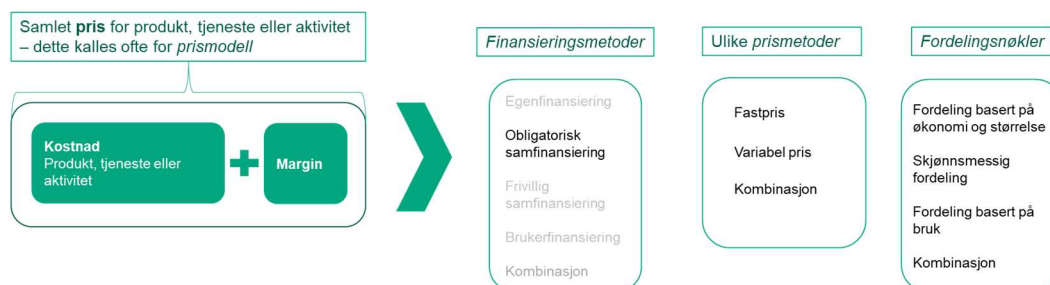 Samlet pris for produkt, tjeneste eller aktivitet
– dette kalles ofte for prismodell
Kostnad
Produkt, tjeneste eller
aktivitet
Margin
Finansieringsmetoder
Egenfinansiering
Obligatorisk
samfinansiering
Frivillig
samfinansiering
Brukerfinansiering
Kombinasjon
Ulike prismetoder
Fastpris
Variabel pris
Kombinasjon
Fordelingsnøkler
Fordeling basert på
økonomi og størrelse
Skjønnsmessig
fordeling
Fordeling basert på
bruk
Kombinasjon